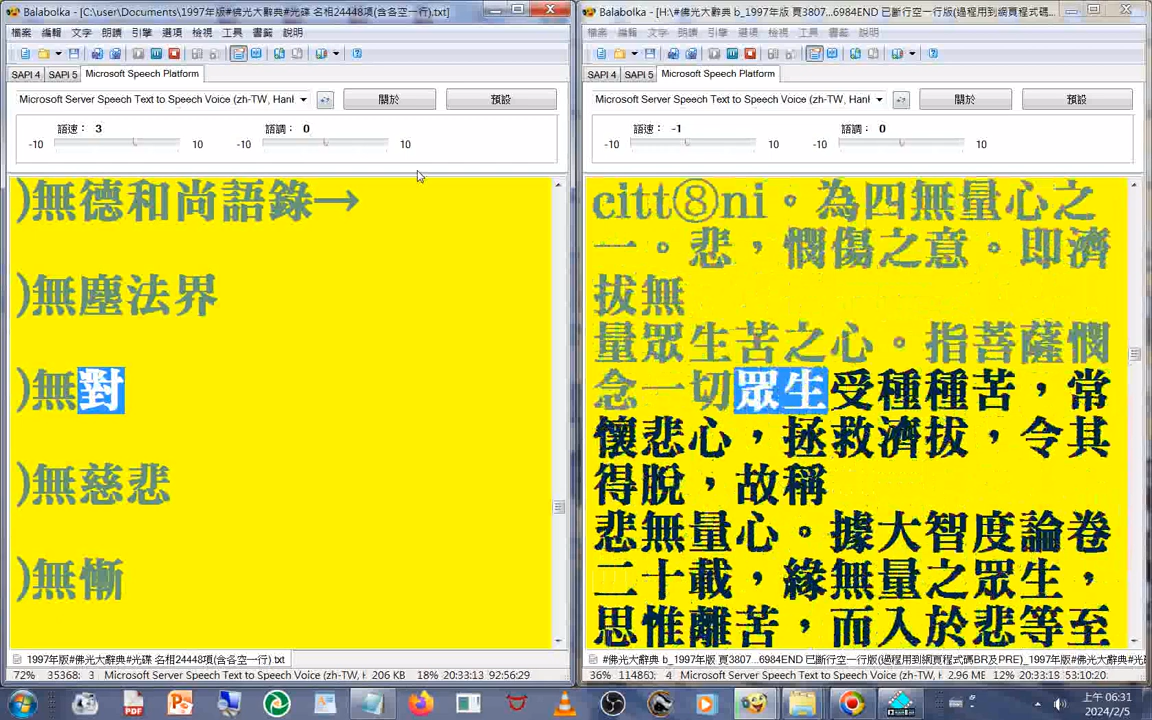 Balabolka - [C:\user\Documents\1997年版#佛光大辭典#光碟 名相24448項(含各空一行).txt]
檔案 編輯 文字 朗讀 引擎 選項 檢視 工具 書籤 說明
SAPI 4 SAPI 5 Microsoft Speech Platform
Microsoft Server Speech Text to Speech Voice (zh-TW, Hanl 關於 預設
語速： 3 語調： 0
-10 10 -10 10
)無德和尚語錄→
)無塵法界
)無對
)無慈悲
)無慚
1997年版#佛光大辭典#光碟 名相24448項(含各空一行).txt
72% 35368: 3 Microsoft Server Speech Text to Speech Voice (zh-TW, 206 KB 18% 20:33:13 92:56:29
Balabolka - [H:\#佛光大辭典 b_1997年版 頁3807...6984END 已斷行空一行版(過程用到網頁程式碼...
檔案 編輯 文字 朗讀 引擎 選項 檢視 工具 書籤 說明
SAPI 4 SAPI 5 Microsoft Speech Platform
Microsoft Server Speech Text to Speech Voice (zh-TW, Hanl 關於 預設
語速： -1 語調： 0
-10 10 -10 10
citt⑧ni。為四無量心之
一。悲，憫傷之意。即濟
拔無
量眾生苦之心。指菩薩憫
念一切眾生受種種苦，常
懷悲心，拯救濟拔，令其
得脫，故稱
悲無量心。據大智度論卷
二十載，緣無量之眾生，
思惟離苦，而入於悲等至
#佛光大辭典 b_1997年版 頁3807...6984END 已斷行空一行版(過程用到網頁程式碼BR及PRE)_1997年版#光
36% 114863: 4 Microsoft Server Speech Text to Speech Voice (zh-TW, 2.96 ME 12% 20:33:18 53:10:20
上午 06:31
2024/2/5